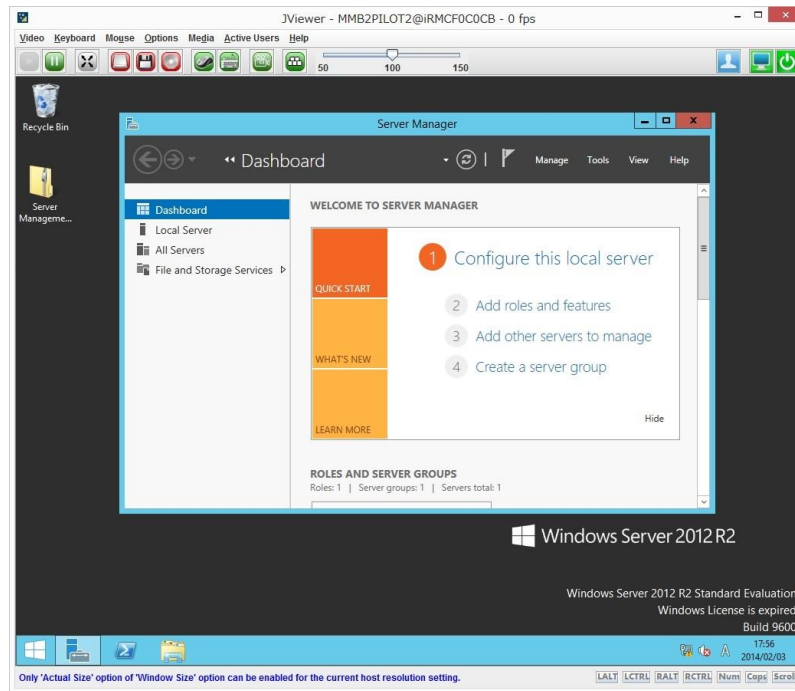 JViewer - MMB2PILOT2@iRMCF0C0CB - 0 fps
Video Keyboard Mouse Options Media Active Users Help
50 100 150
Recycle Bin
Server
Manageme...
Server Manager
Dashboard
Manage Tools View Help
Dashboard
Local Server
All Servers
File and Storage Services
WELCOME TO SERVER MANAGER
QUICK START
WHAT'S NEW
LEARN MORE
1 Configure this local server
2 Add roles and features
3 Add other servers to manage
4 Create a server group
Hide
ROLES AND SERVER GROUPS
Roles: 1 | Server groups: 1 | Servers total: 1
Windows Server 2012 R2
Windows Server 2012 R2 Standard Evaluation
Windows License is expired
Build 9600
A
17:56
2014/02/03
Only 'Actual Size' option of 'Window Size' option can be enabled for the current host resolution setting.
LALT LCTRL RALT RCTRL Num Caps Scrol